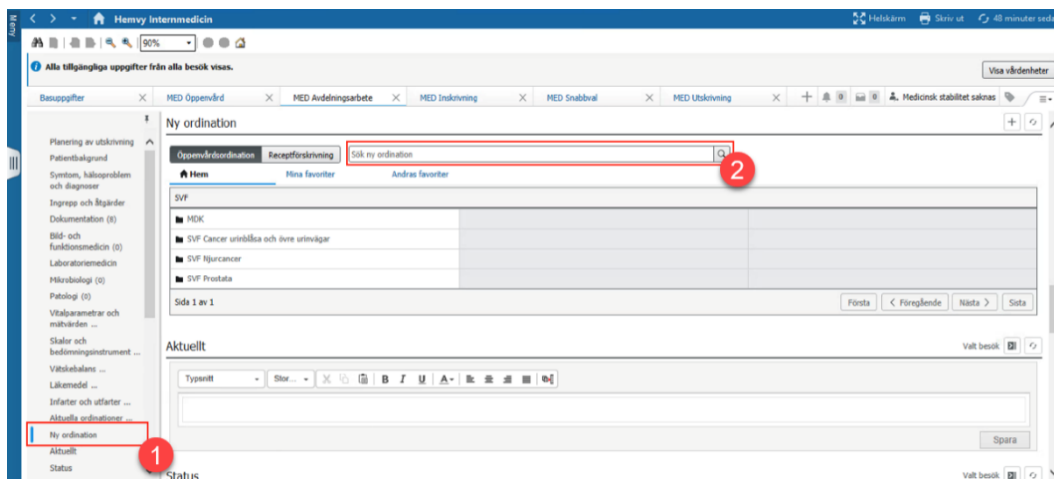 Meny
Hemvy Internmedicin
Helskärm Skriv ut 48 minuter seda
90%
Alla tillgängliga uppgifter från alla besök visas.
Visa vårdenheter
Basuppgifter MED Öppenvård MED Avdelningsarbete MED Inskrivning MED Snabbval MED Utskrivning 0 0 Medicinsk stabilitet saknas
Ny ordination
Planering av utskrivning
Patientbakgrund
Symtom, hälsoproblem
och diagnoser
Ingrepp och åtgärder
Dokumentation (8)
Bild- och
funktionsmedicin (0)
Laboratoriemedicin
Mikrobiologi (0)
Patologi (0)
Vitalparametrar och
mätvärden ...
Skalor och
bedömningsinstrument ...
Vätskebalans ...
Läkemedel ...
Infarter och utfarter ...
Aktuella ordinationer ...
Ny ordination
Aktuellt
Status
1
Öppenvårdsordination Receptförskrivning Sök ny ordination
2
Hem Mina favoriter Andras favoriter
SVF
MDK
SVF Cancer urinblåsa och övre urinvägar
SVF Njurcancer
SVF Prostata
Sida 1 av 1 Första < Föregående Nästa > Sista
Aktuellt Valt besök
Typsnitt Stor... B I U A
Spara
Status Valt besök